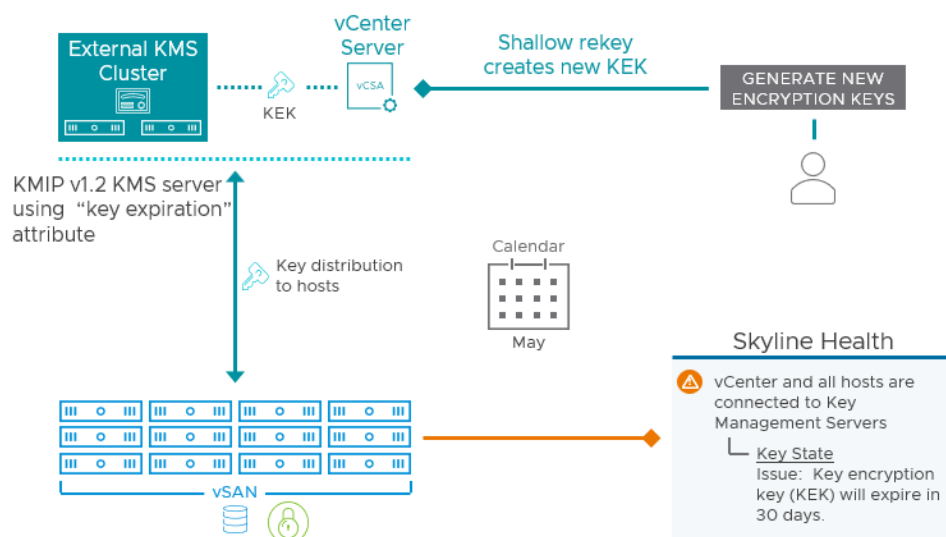 External KMS
Cluster
KEK
vCenter
Server
vCSA
Shallow rekey
creates new KEK
GENERATE NEW
ENCRYPTION KEYS
KMIP v1.2 KMS server
using “key expiration”
attribute
Key distribution
to hosts
Calendar
May
vSAN
Skyline Health
vCenter and all hosts are
connected to Key
Management Servers
Key State
Issue: Key encryption
key (KEK) will expire in
30 days.